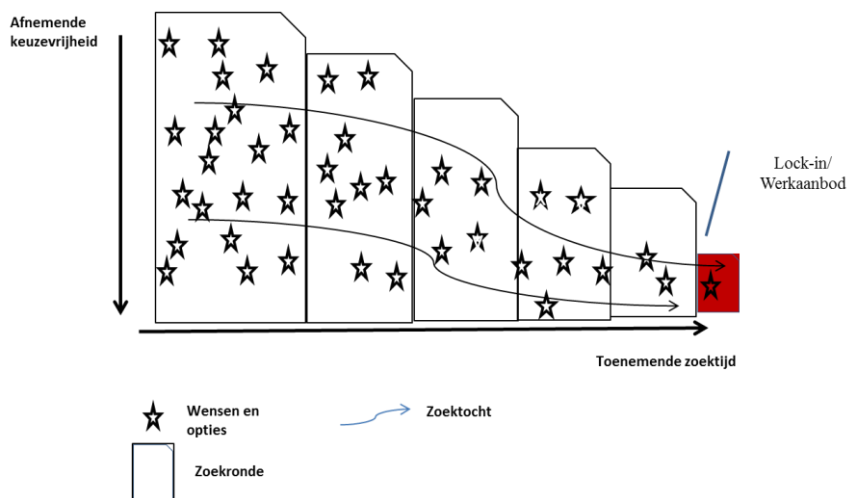 Afnemende
keuzevrijheid
Lock-in/
Werkaanbod
Toenemende zoektijd
Wensen en
opties
Zoektocht
Zoekronde